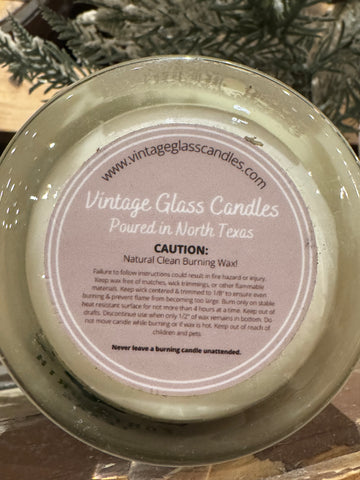 www.vintageglasscandles.com
Vintage Glass Candles
Poured in North Texas
CAUTION:
Natural Clean Burning Wax!
Failure to follow instructions could result in fire hazard or injury.
Keep wax free of matches, wick trimmings, or other flammable
materials. Keep wick centered & trimmed to 1/8" to ensure even
burning & prevent flame from becoming too large. Burn only on stable
heat resistant surface for not more than 4 hours at a time. Keep out of
drafts. Discontinue use when only 1/2" of wax remains in bottom. Do
not move candle while burning or if wax is hot. Keep out of reach of
children and pets.
Never leave a burning candle unattended.